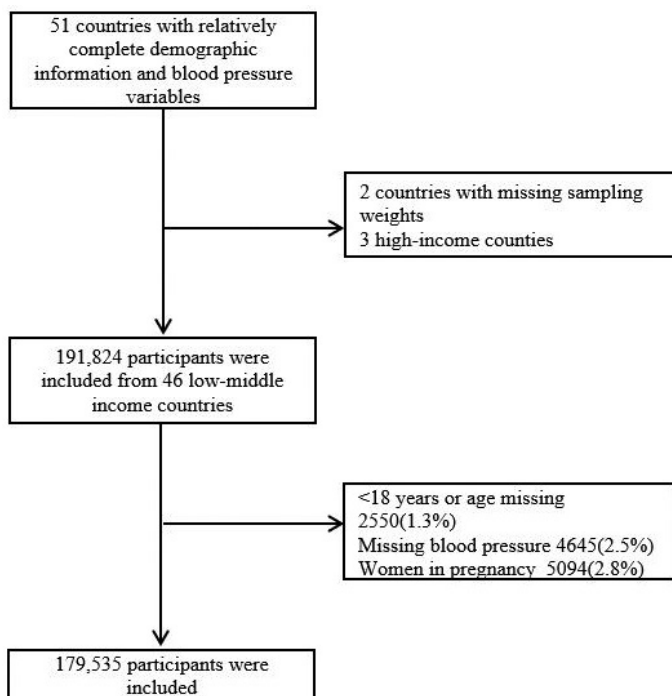 51 countries with relatively
complete demographic
information and blood pressure
variables
2 countries with missing sampling
weights
3 high-income counties
191,824 participants were
included from 46 low-middle
income countries
<18 years or age missing
2550(1.3%)
Missing blood pressure 4645(2.5%)
Women in pregnancy 5094(2.8%)
179,535 participants were
included